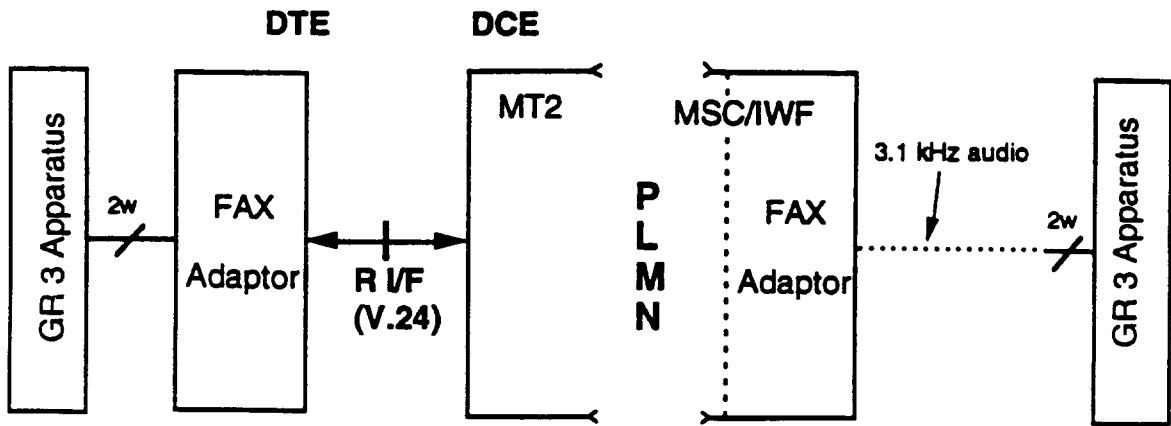 DTE
DCE
GR 3 Apparatus
2w
FAX
Adaptor
R I/F
(V.24)
MT2
PLMN
MSC/IWF
FAX
Adaptor
3.1 kHz audio
2w
GR 3 Apparatus